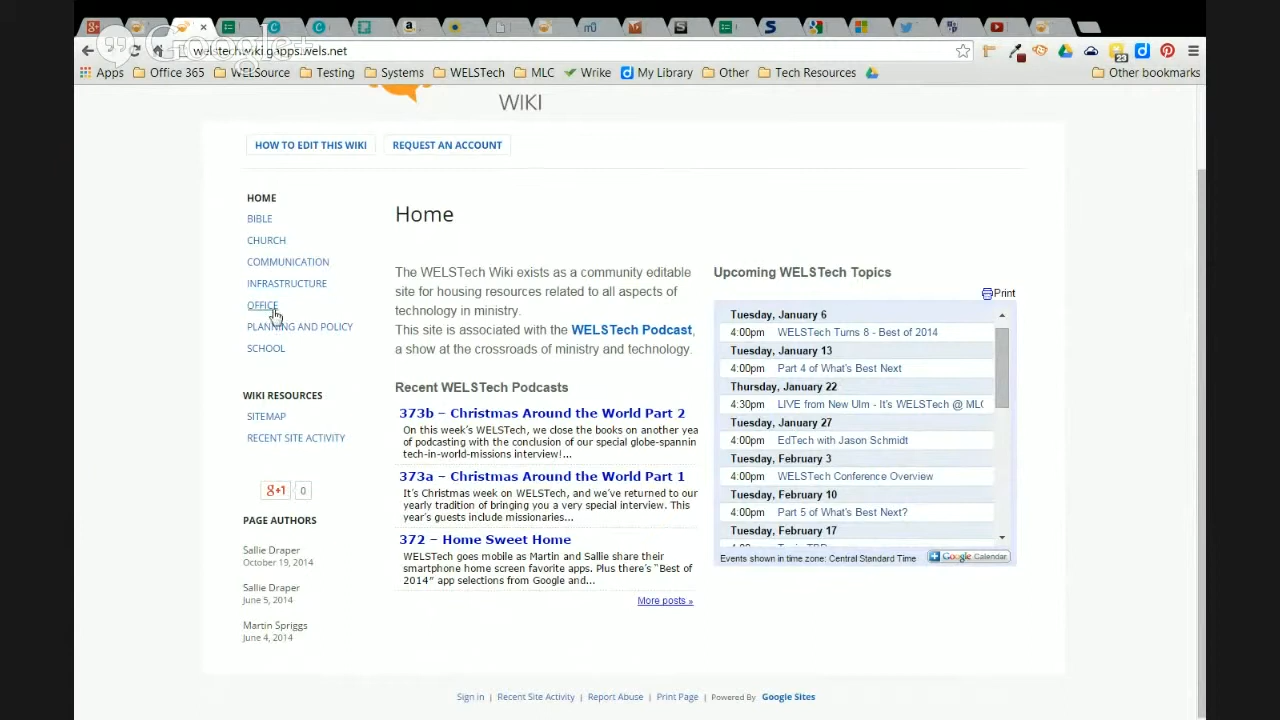 Google+
welstechwiki.gapps.wels.net
Apps Office 365 WELSource Testing Systems WELSTech MLC Wrike My Library Other Tech Resources Other bookmarks
23
WIKI
HOW TO EDIT THIS WIKI REQUEST AN ACCOUNT
HOME
BIBLE
CHURCH
COMMUNICATION
INFRASTRUCTURE
OFFICE
PLANNING AND POLICY
SCHOOL
WIKI RESOURCES
SITEMAP
RECENT SITE ACTIVITY
g+1 0
PAGE AUTHORS
Sallie Draper
October 19, 2014
Sallie Draper
June 5, 2014
Martin Spriggs
June 4, 2014
Home
The WELSTech Wiki exists as a community editable
site for housing resources related to all aspects of
technology in ministry.
This site is associated with the WELSTech Podcast,
a show at the crossroads of ministry and technology.
Recent WELSTech Podcasts
373b – Christmas Around the World Part 2
On this week's WELSTech, we close the books on another yea
of podcasting with the conclusion of our special globe-spannin
tech-in-world-missions interview!...
373a – Christmas Around the World Part 1
It's Christmas week on WELSTech, and we've returned to our
yearly tradition of bringing you a very special interview. This
year's guests include missionaries...
372 – Home Sweet Home
WELSTech goes mobile as Martin and Sallie share their
smartphone home screen favorite apps. Plus there's "Best of
2014" app selections from Google and...
More posts »
Upcoming WELSTech Topics
Print
Tuesday, January 6
4:00pm WELSTech Turns 8 - Best of 2014
Tuesday, January 13
4:00pm Part 4 of What's Best Next
Thursday, January 22
4:30pm LIVE from New Ulm - It's WELSTech @ MLC
Tuesday, January 27
4:00pm EdTech with Jason Schmidt
Tuesday, February 3
4:00pm WELSTech Conference Overview
Tuesday, February 10
4:00pm Part 5 of What's Best Next?
Tuesday, February 17
Events shown in time zone: Central Standard Time Google Calendar
Sign in | Recent Site Activity | Report Abuse | Print Page | Powered By Google Sites